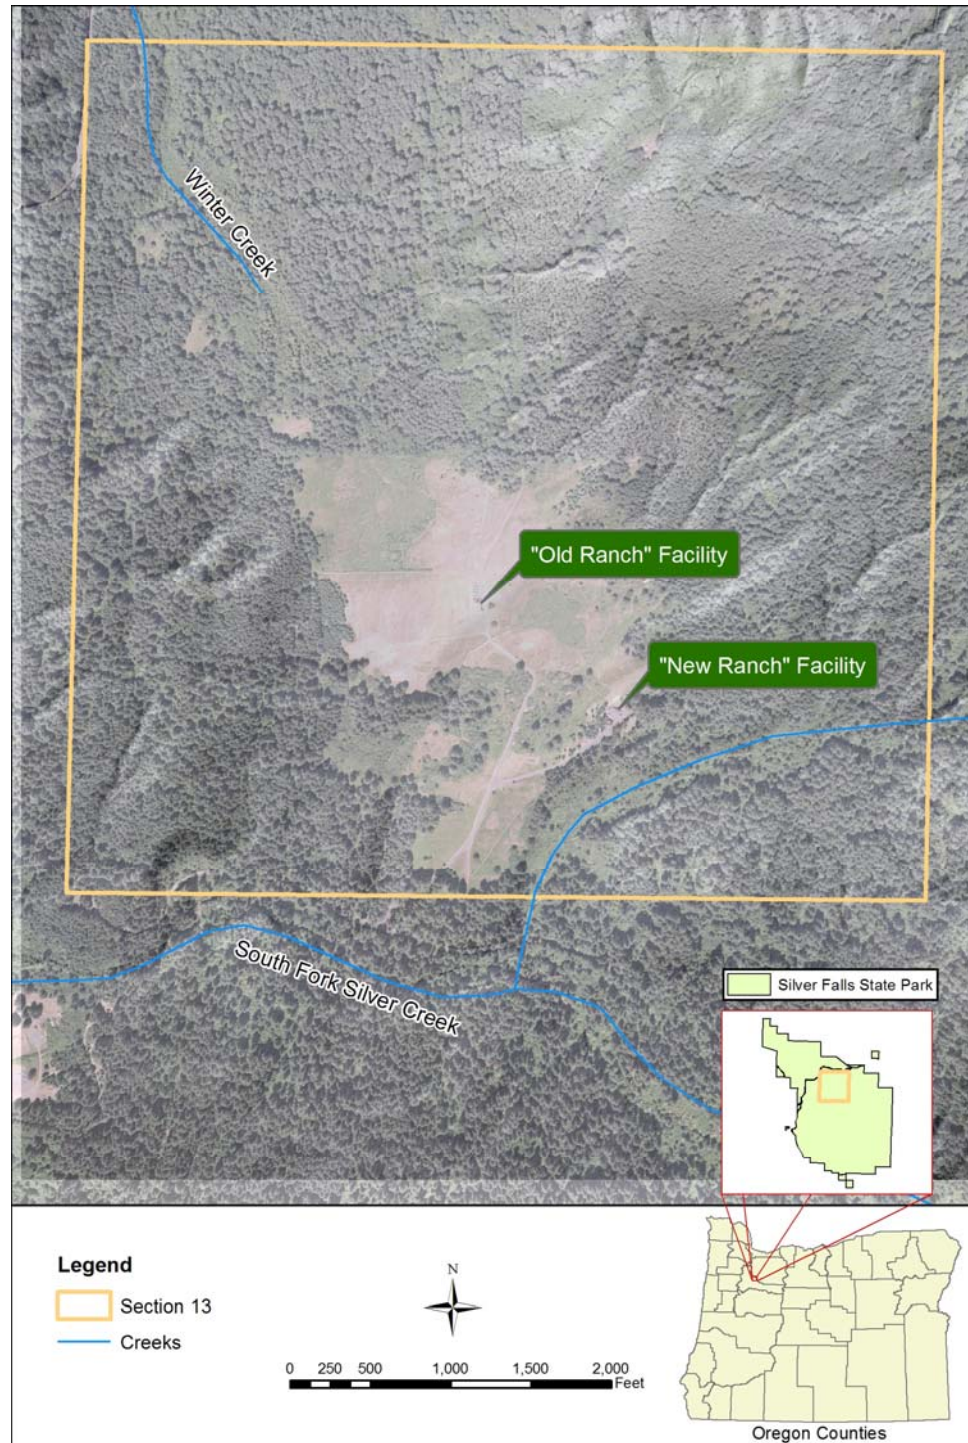 Winter Creek
"Old Ranch" Facility
"New Ranch" Facility
South Fork Silver Creek
Silver Falls State Park
Legend
Section 13
Creeks
N
0 250 500 1,000 1,500 2,000
Feet
Oregon Counties